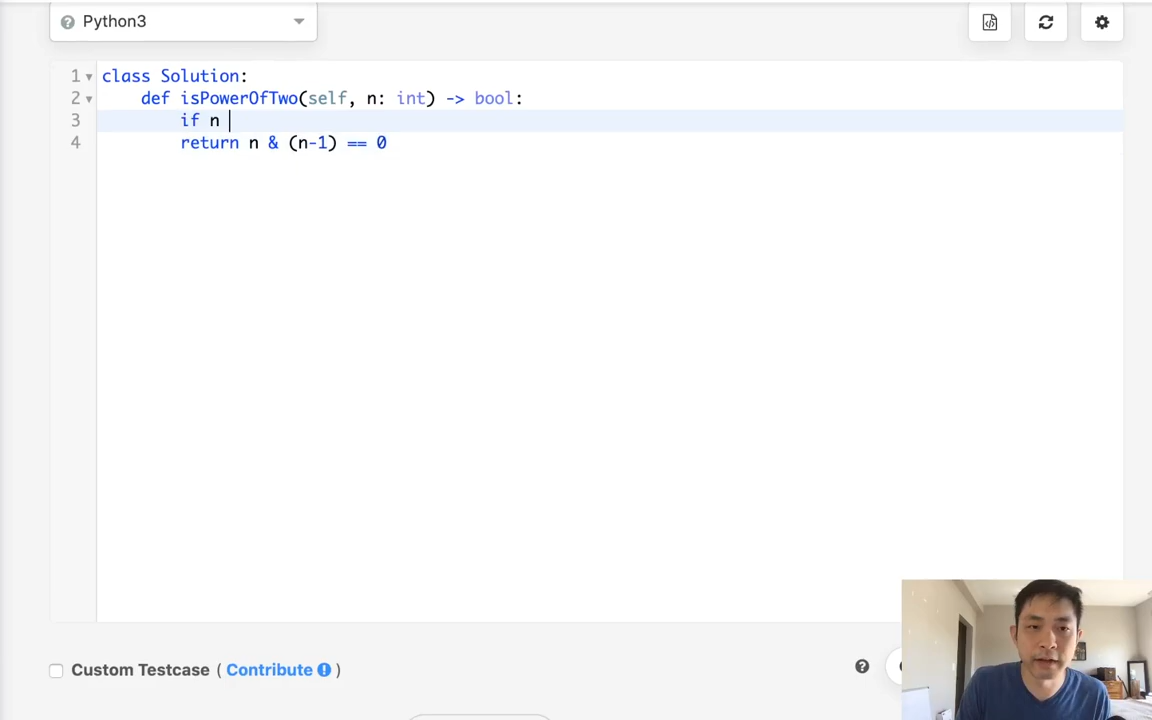 Python3
1 class Solution:
2 def isPowerOfTwo(self, n: int) -> bool:
3 if n
4 return n & (n-1) == 0
Custom Testcase ( Contribute )